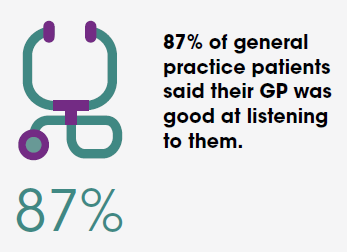 87% of general
practice patients
said their GP was
good at listening
to them.
87%